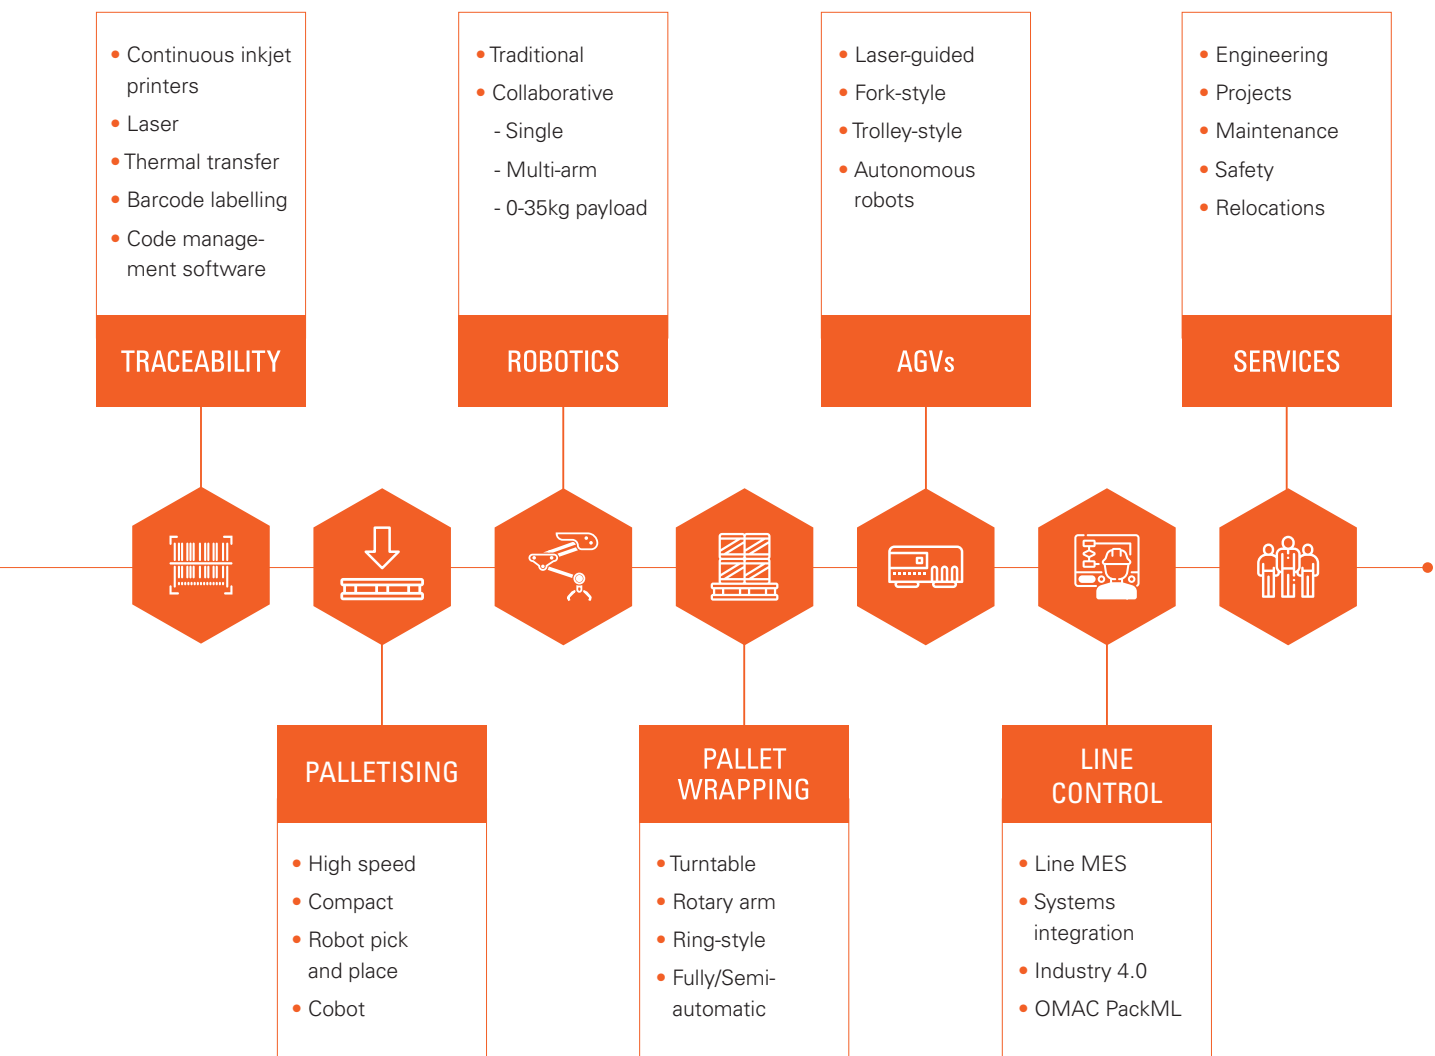 • Continuous inkjet
printers
• Laser
• Thermal transfer
• Barcode labelling
• Code manage-
ment software
TRACEABILITY
• Traditional
• Collaborative
- Single
- Multi-arm
- 0-35kg payload
ROBOTICS
• Laser-guided
• Fork-style
• Trolley-style
• Autonomous
robots
AGVs
• Engineering
• Projects
• Maintenance
• Safety
• Relocations
SERVICES
PALLETISING
• High speed
• Compact
• Robot pick
and place
• Cobot
PALLET
WRAPPING
• Turntable
• Rotary arm
• Ring-style
• Fully/Semi-
automatic
LINE
CONTROL
• Line MES
• Systems
integration
• Industry 4.0
• OMAC PackML